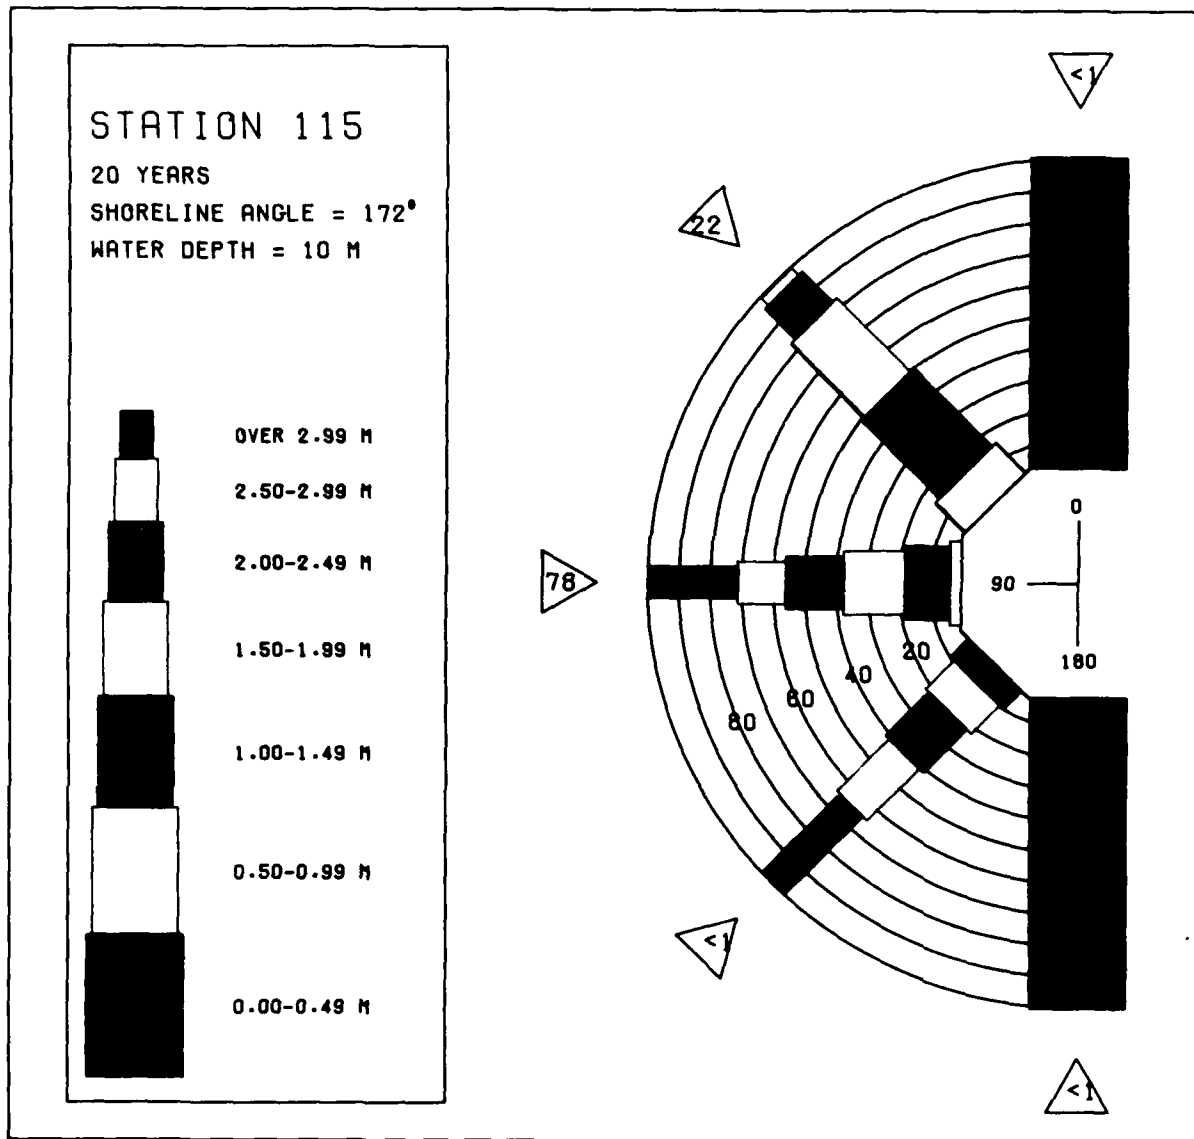 STATION 115
20 YEARS
SHORELINE ANGLE = 172°
WATER DEPTH = 10 M
OVER 2.99 M
2.50-2.99 M
2.00-2.49 M
1.50-1.99 M
1.00-1.49 M
0.50-0.99 M
0.00-0.49 M
<1
22
78
<1
<1
0
90
180
20
40
60
80